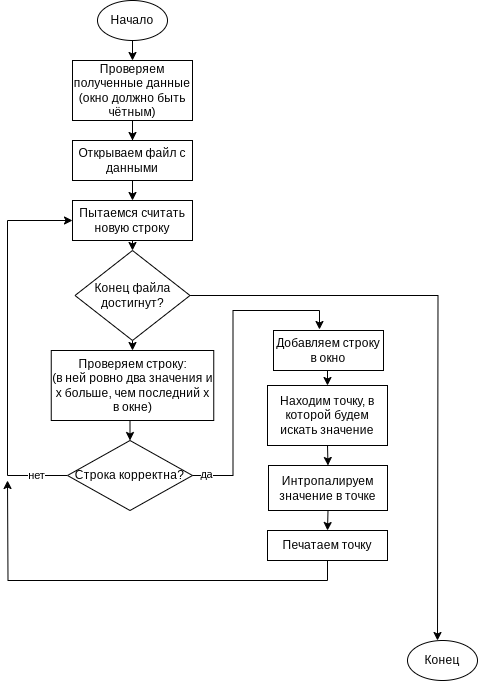 Начало
Проверяем
полученные данные
(окно должно быть
чётным)
Открываем файл с
данными
Пытаемся считать
новую строку
Конец файла
достигнут?
Проверяем строку:
(в ней ровно два значения и
x больше, чем последний x
в окне)
Строка корректна?
нет
да
Добавляем строку
в окно
Находим точку, в
которой будем
искать значение
Интропалируем
значение в точке
Печатаем точку
Конец